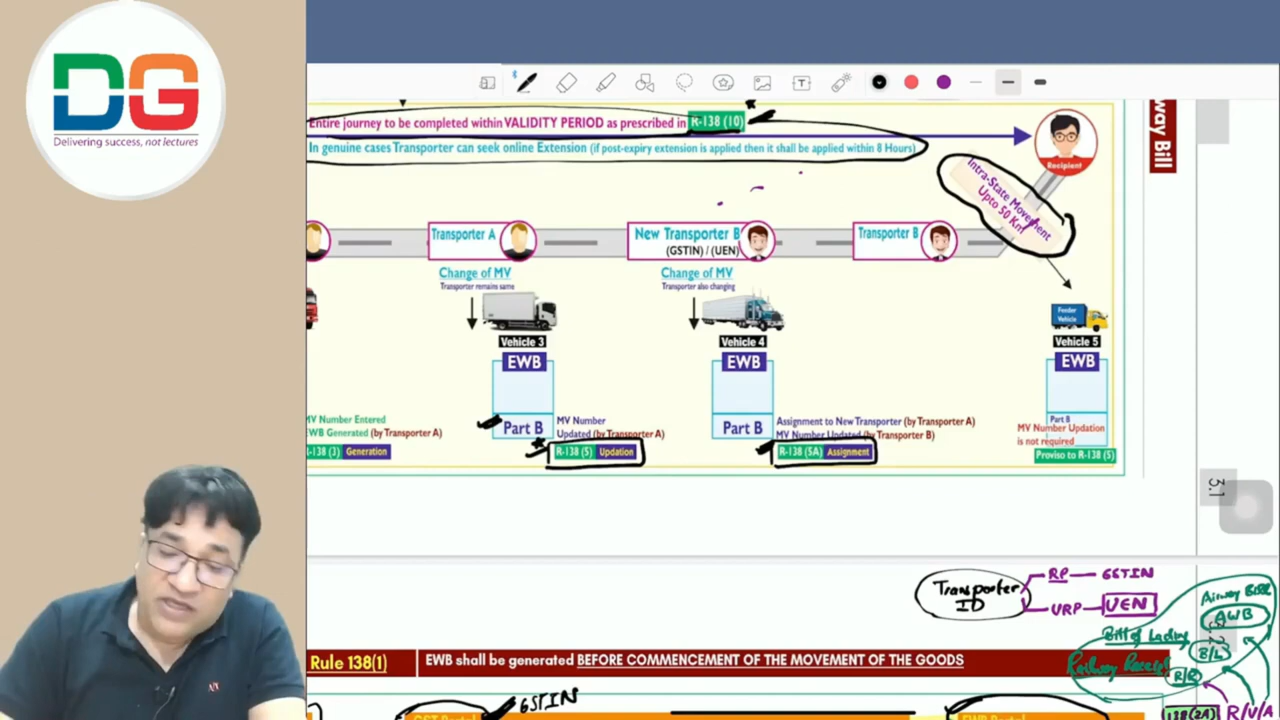 DG
Delivering success, not lectures
way Bill
Entire journey to be completed within VALIDITY PERIOD as prescribed in R-138 (10)
In genuine cases Transporter can seek online Extension (if post-expiry extension is applied then it shall be applied within 8 Hours)
Recipient
Intra-State Movement
Upto 50 Km
Transporter A
New Transporter B
(GSTIN) / (UEN)
Transporter B
Change of MV
Transporter remains same
Change of MV
Transporter also changing
Feeder
Vehicle
Vehicle 3
Vehicle 4
Vehicle 5
EWB
EWB
EWB
MV Number Entered
EWB Generated (by Transporter A)
R-138 (3) Generation
Part B
MV Number
Updated (by Transporter A)
R-138 (5) Updation
Part B
Assignment to New Transporter (by Transporter A)
MV Number Updated (by Transporter B)
R-138 (5A) Assignment
Part B
MV Number Updation
is not required
Proviso to R-138 (5)
3.1
Transporter
ID
RP — GSTIN
URP — UEN
Airway Bill
AWB
Bill of Lading
B/L
Railway Receipt
R/R
138(2A)
R/V/A
Rule 138(1)
EWB shall be generated BEFORE COMMENCEMENT OF THE MOVEMENT OF THE GOODS
GST Portal
GSTIN
EWB Portal